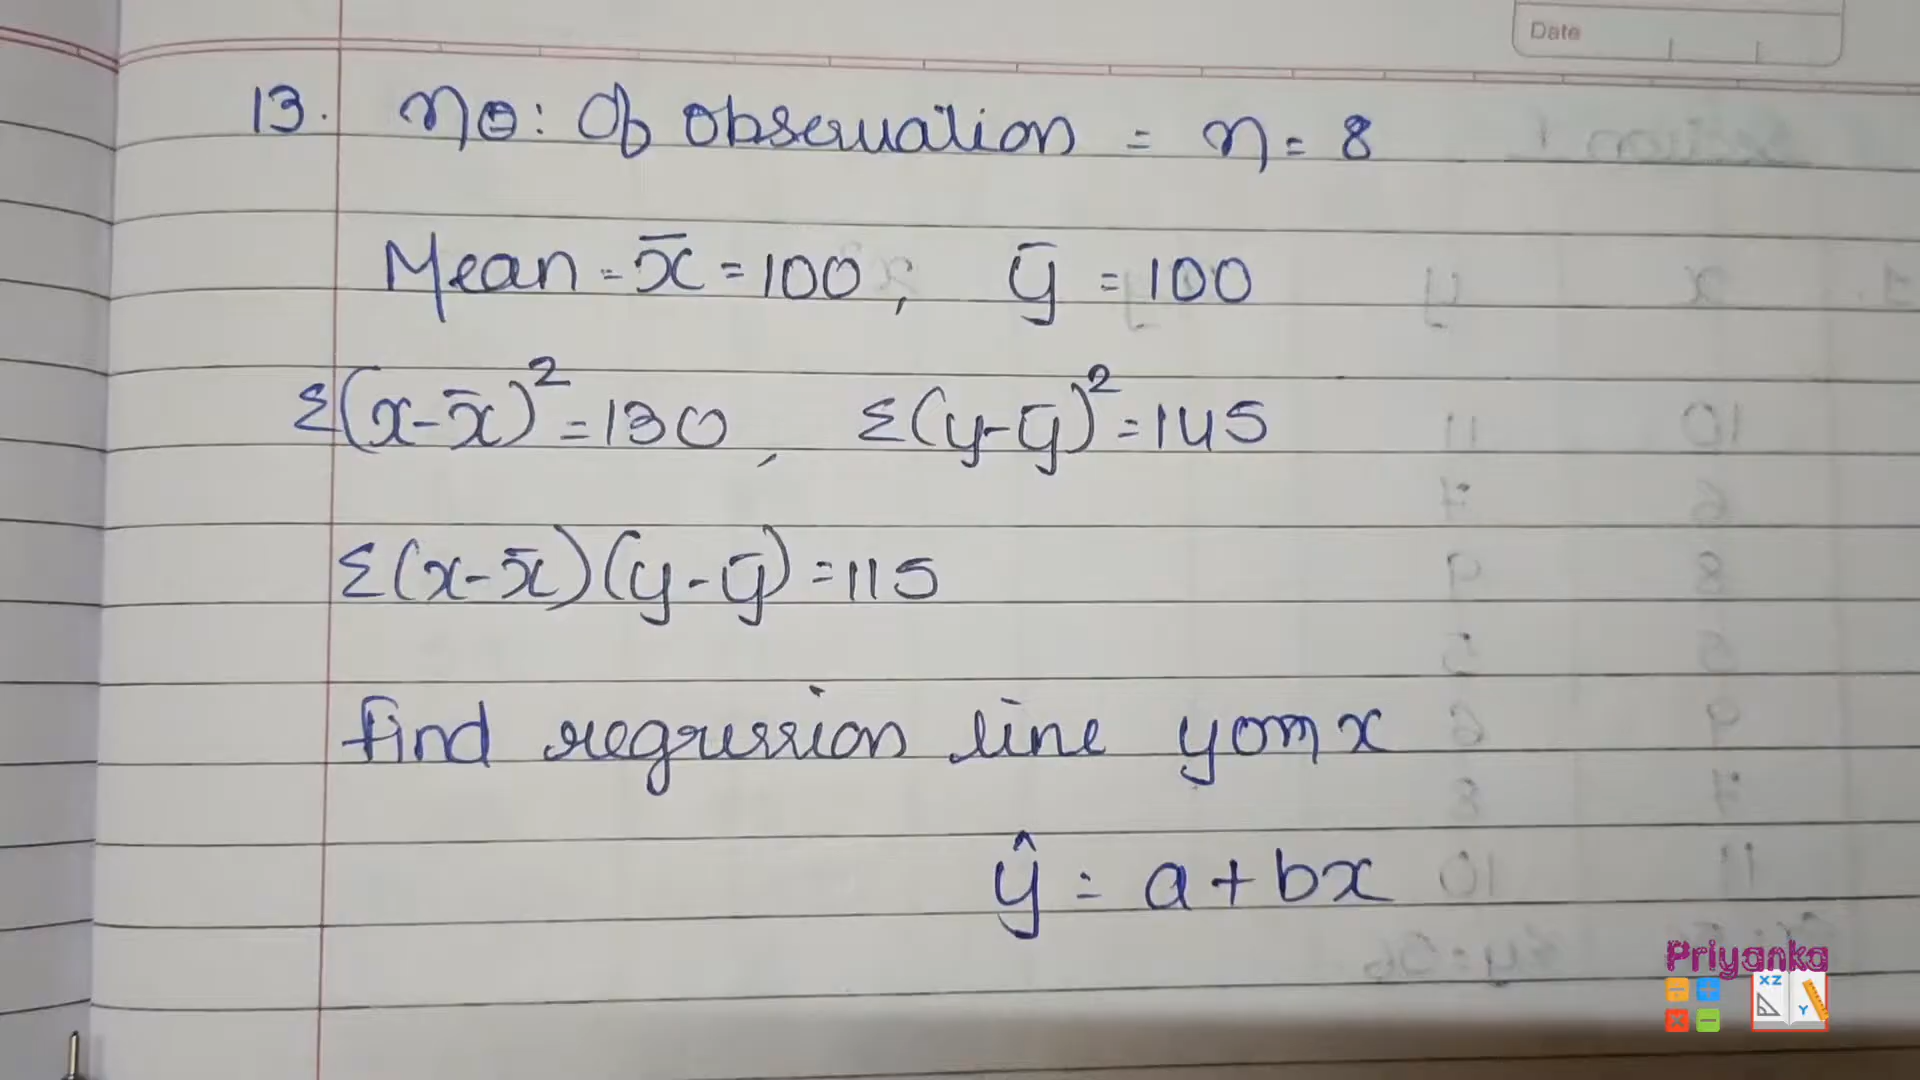 Date
13. no: Of observation = n = 8
Mean = x̄ = 100, ȳ = 100
Σ(x-x̄)² = 130, Σ(y-ȳ)² = 145
Σ(x-x̄)(y-ȳ) = 115
find regression line y on x
ŷ = a + bx
Priyanka
XZ
Y